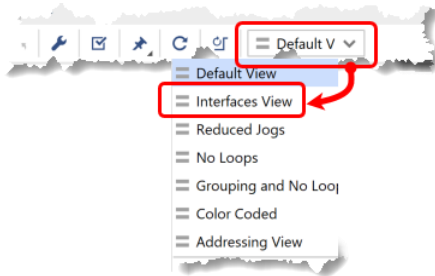 Default V
Default View
Interfaces View
Reduced Jogs
No Loops
Grouping and No Loop
Color Coded
Addressing View